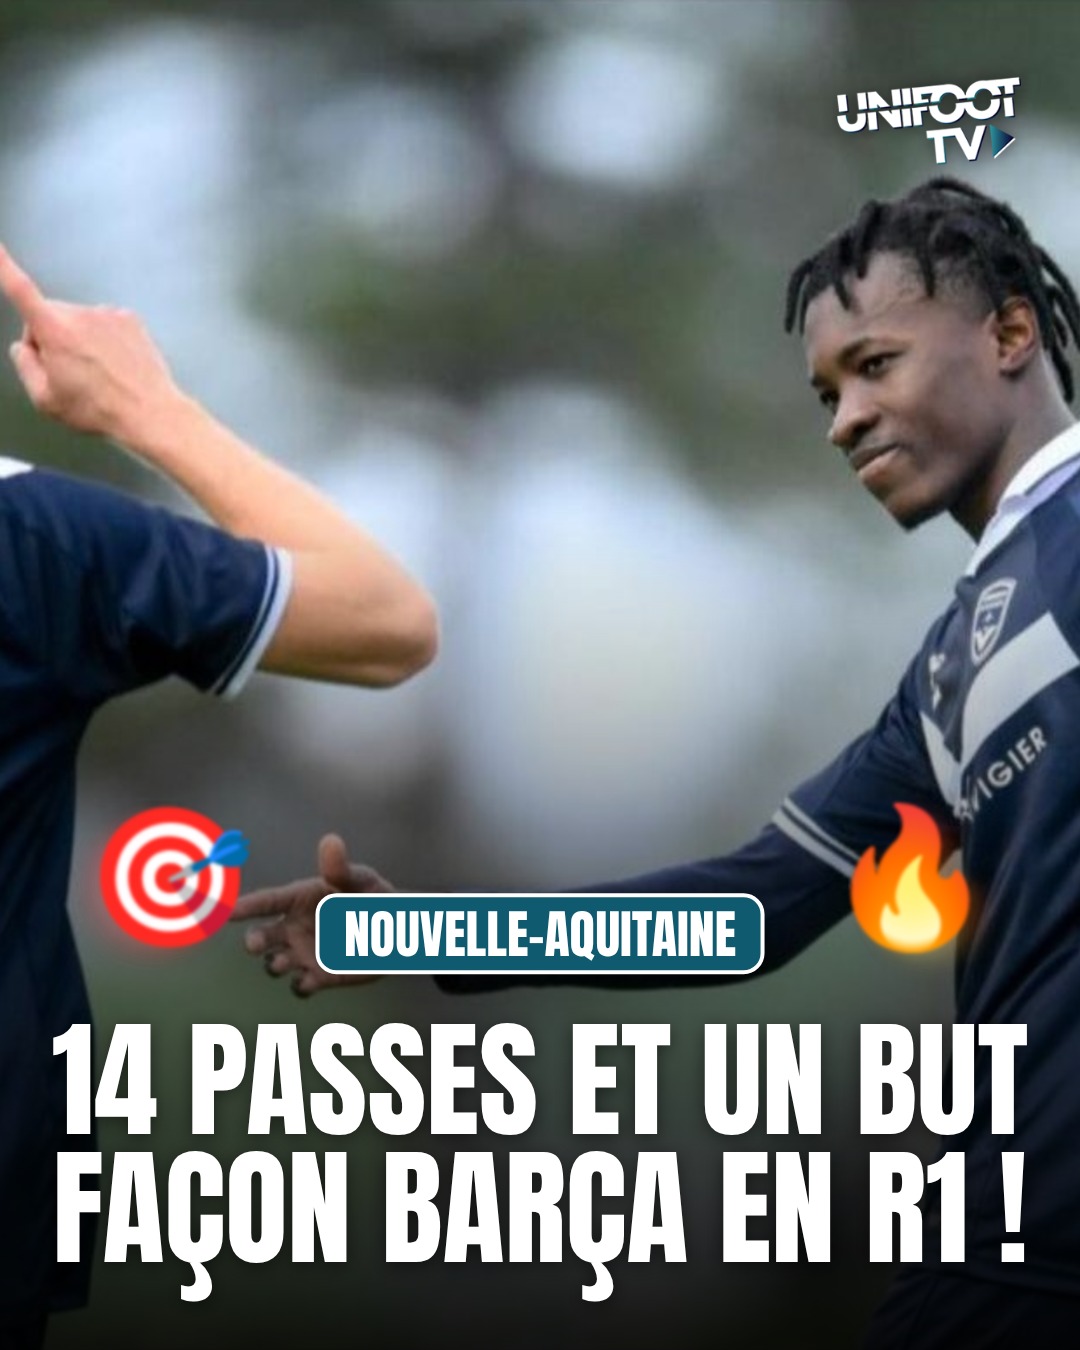 UNIFOOT
TV
VIGIER
NOUVELLE-AQUITAINE
14 PASSES ET UN BUT
FAÇON BARÇA EN R1 !